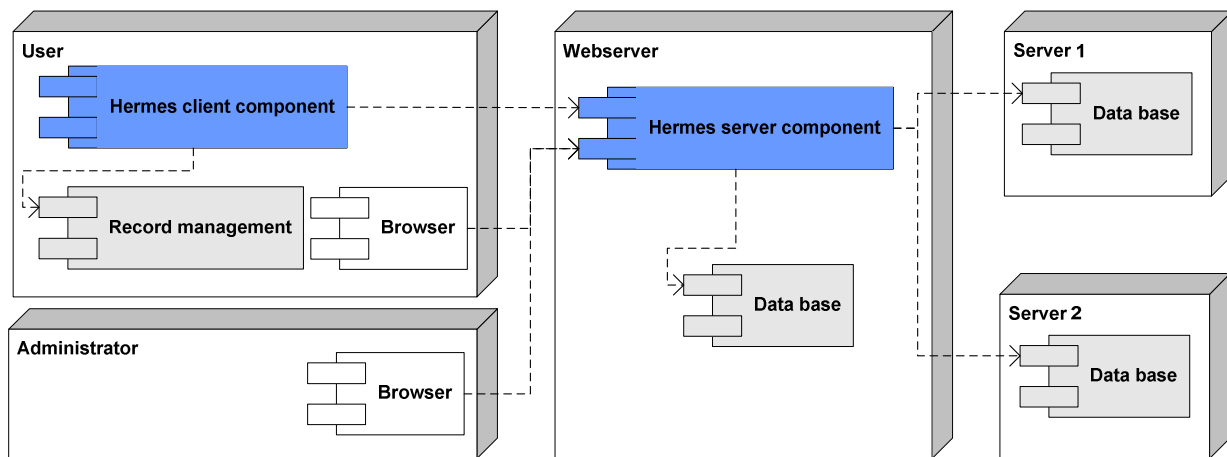 User
Hermes client component
Record management
Browser
Administrator
Browser
Webserver
Hermes server component
Data base
Server 1
Data base
Server 2
Data base